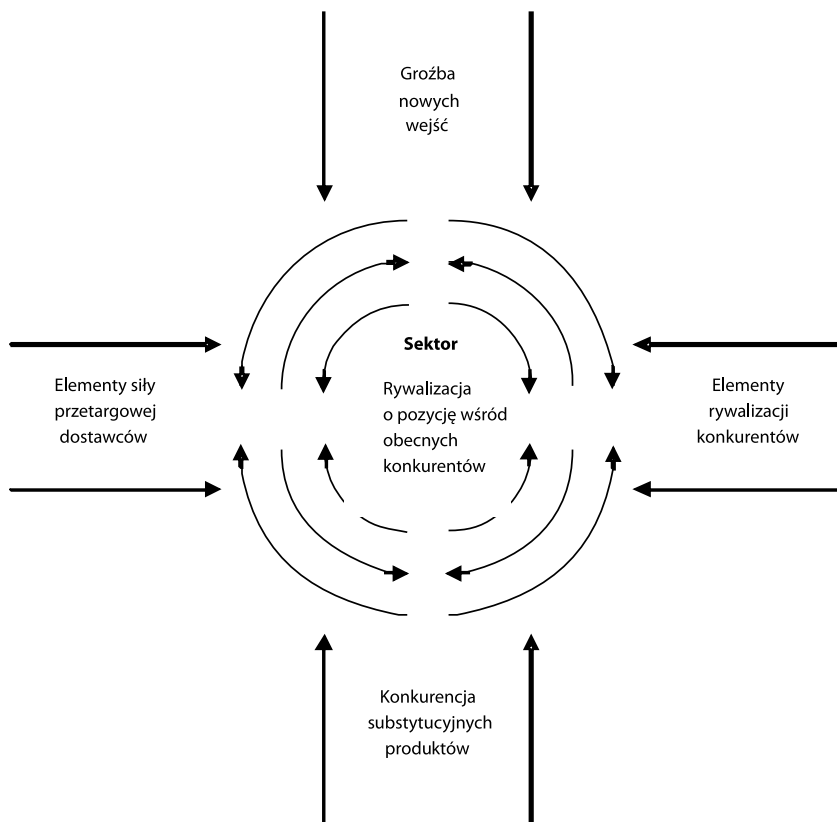 Groźba
nowych
wejść
Sektor
Elementy siły
przetargowej
dostawców
Rywalizacja
o pozycję wśród
obecnych
konkurentów
Elementy
rywalizacji
konkurentów
Konkurencja
substytucyjnych
produktów